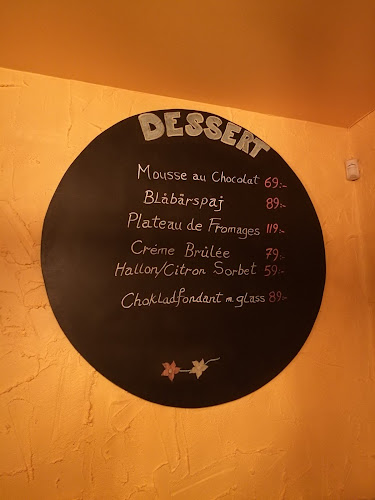 DESSERT
Mousse au Chocolat 69:-
Blåbärspaj 89:-
Plateau de Fromages 119:-
Créme Brûlée 79:-
Hallon/Citron Sorbet 59:-
Chokladfondant m. glass 89:-